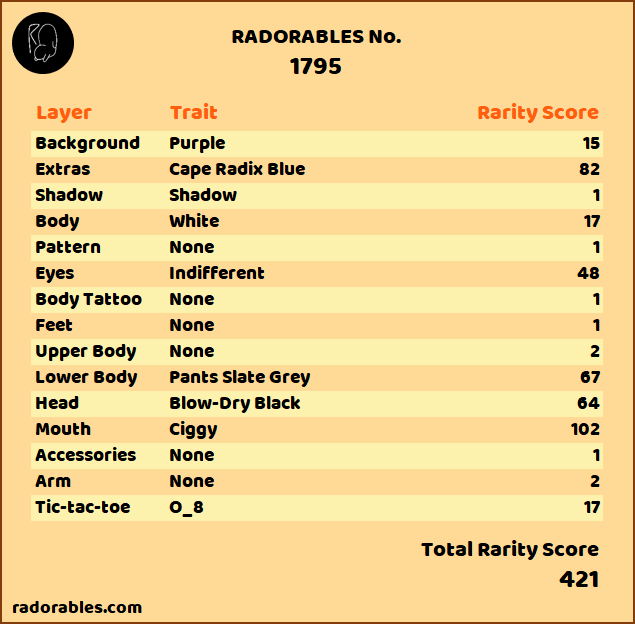 RADORABLES No.
1795
Layer Trait Rarity Score
Background Purple 15
Extras Cape Radix Blue 82
Shadow Shadow 1
Body White 17
Pattern None 1
Eyes Indifferent 48
Body Tattoo None 1
Feet None 1
Upper Body None 2
Lower Body Pants Slate Grey 67
Head Blow-Dry Black 64
Mouth Ciggy 102
Accessories None 1
Arm None 2
Tic-tac-toe O_8 17
Total Rarity Score
421
radorables.com